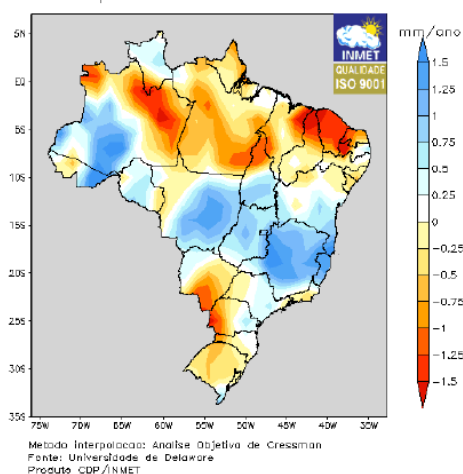 mm/ano
INMET
QUALIDADE
ISO 9001
5N
EQ
5S
10S
15S
20S
25S
30S
35S
75W 70W 65W 60W 55W 50W 45W 40W 35W
1.5
1.25
1
0.75
0.5
0.25
0
-0.25
-0.5
-0.75
-1
-1.25
-1.5
Metodo interpolacao: Analise Objetiva de Cressman
Fonte: Universidade de Delaware
Produto CDP/INMET